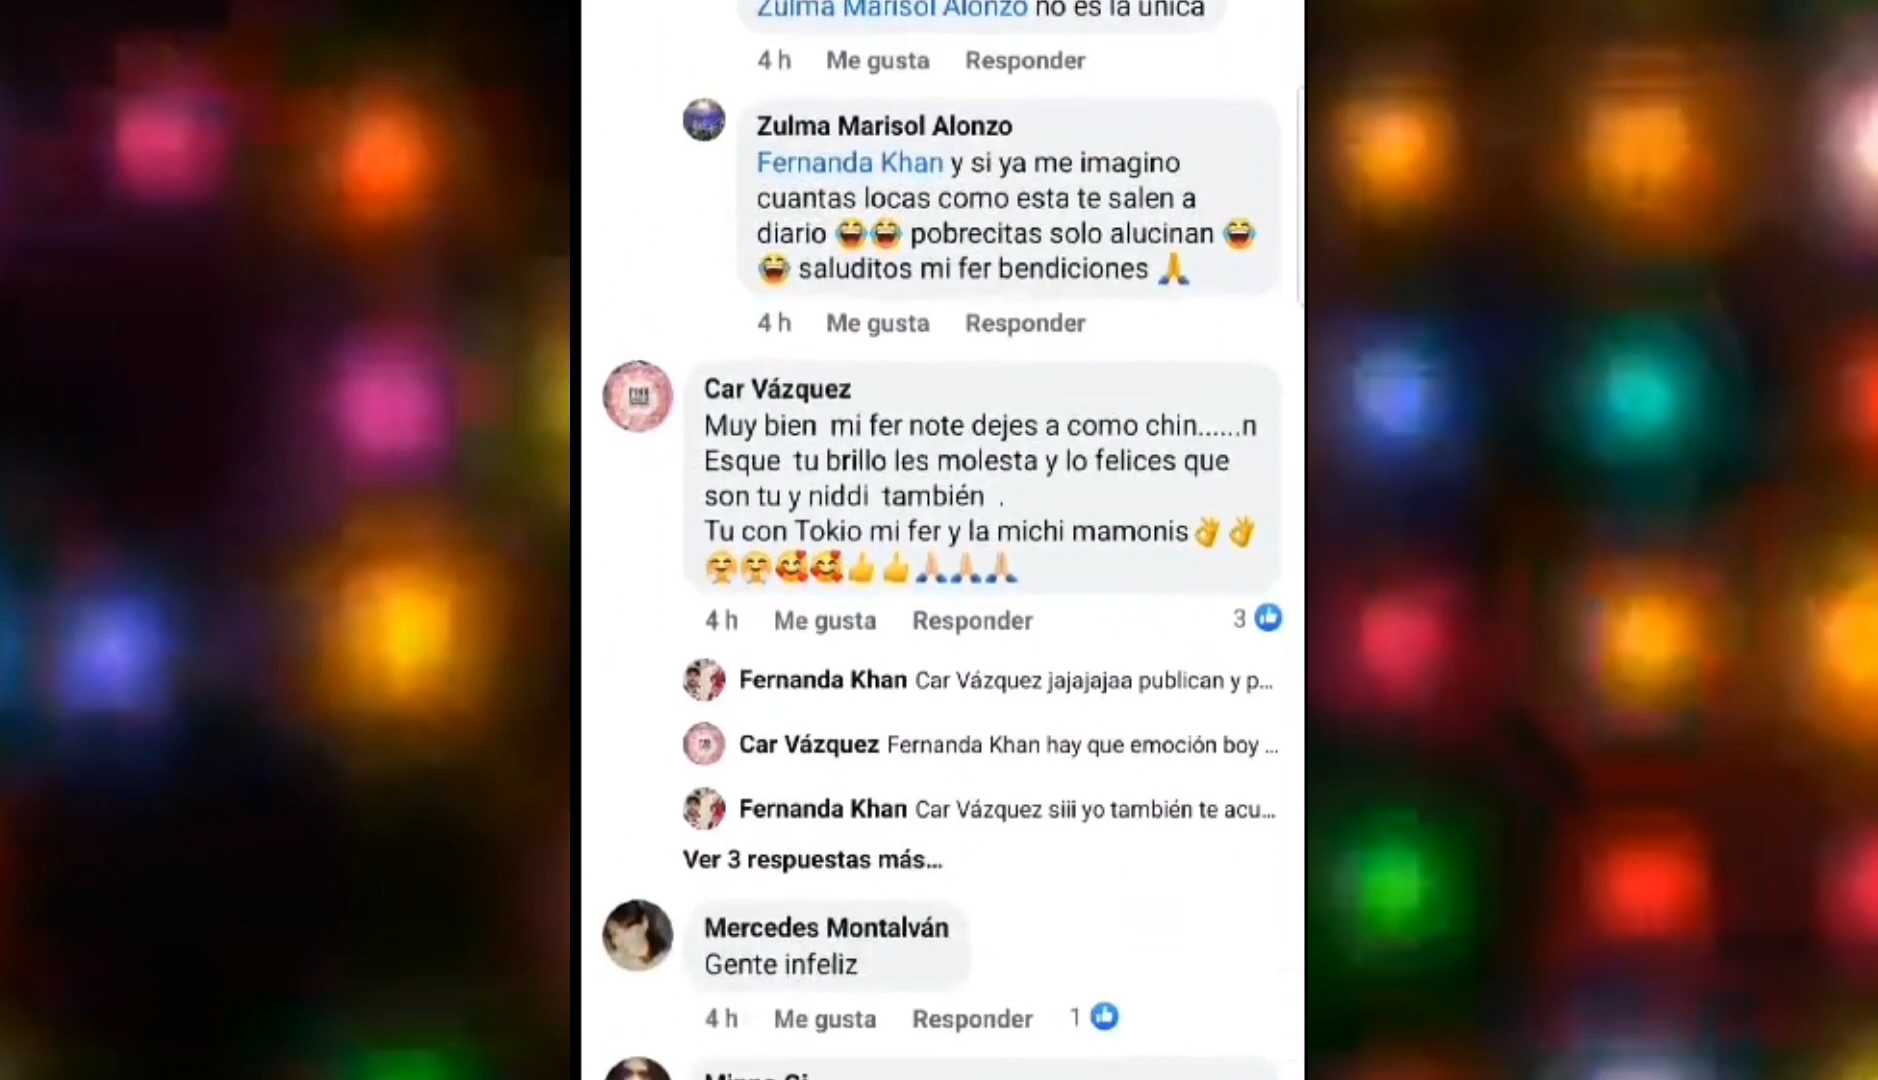 Zulma Marisol Alonzo no es la única
4 h Me gusta Responder
Zulma Marisol Alonzo
Fernanda Khan y si ya me imagino
cuantas locas como esta te salen a
diario 😂😂 pobrecitas solo alucinan 😂
😂 saluditos mi fer bendiciones 🙏
4 h Me gusta Responder
Car Vázquez
Muy bien mi fer note dejes a como chin......n
Esque tu brillo les molesta y lo felices que
son tu y niddi también .
Tu con Tokio mi fer y la michi mamonis👌👌
🤗🤗🥰🥰👍👍🙏🏻🙏🏻🙏🏻
4 h Me gusta Responder 3
Fernanda Khan Car Vázquez jajajajaa publican y p...
Car Vázquez Fernanda Khan hay que emoción boy ...
Fernanda Khan Car Vázquez siii yo también te acu...
Ver 3 respuestas más...
Mercedes Montalván
Gente infeliz
4 h Me gusta Responder 1